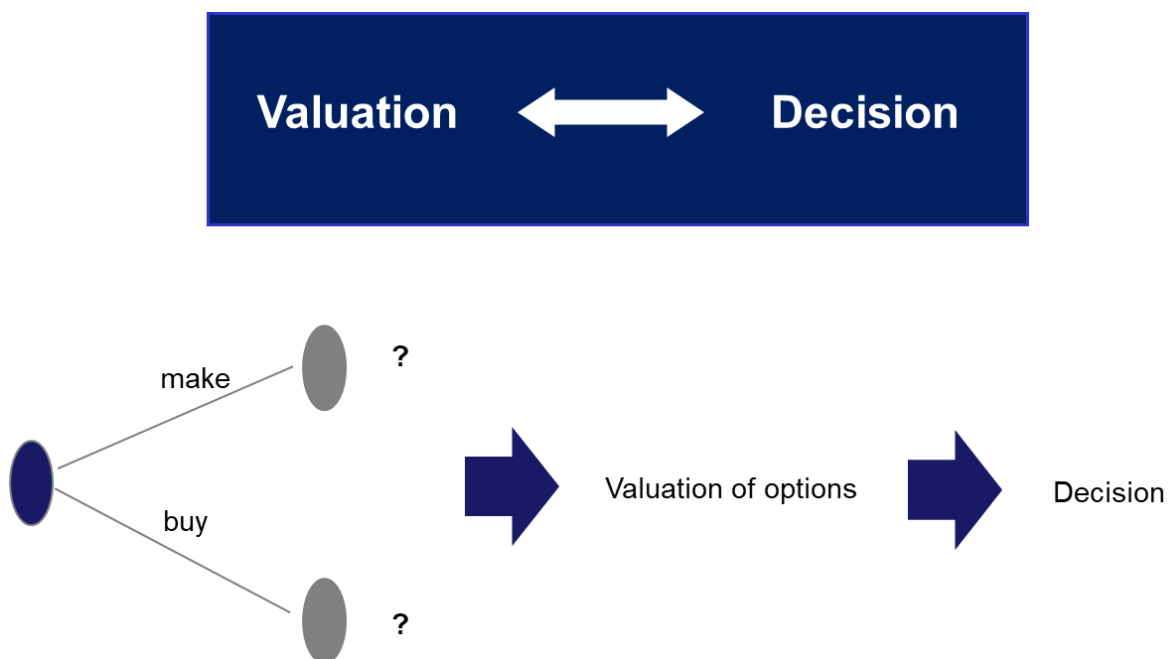 Valuation Decision
make
?
buy
?
Valuation of options
Decision